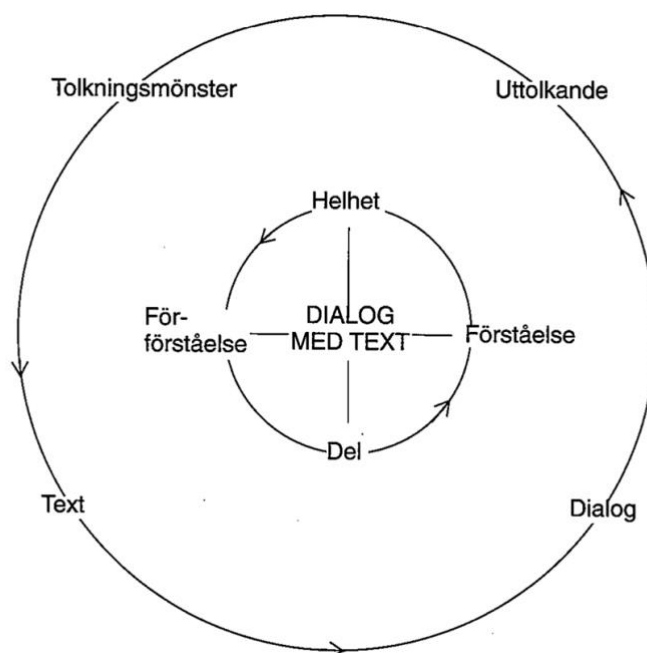 Tolkningsmönster
Uttolkande
Helhet
För-
förståelse
DIALOG
MED TEXT
Förståelse
Del
Text
Dialog